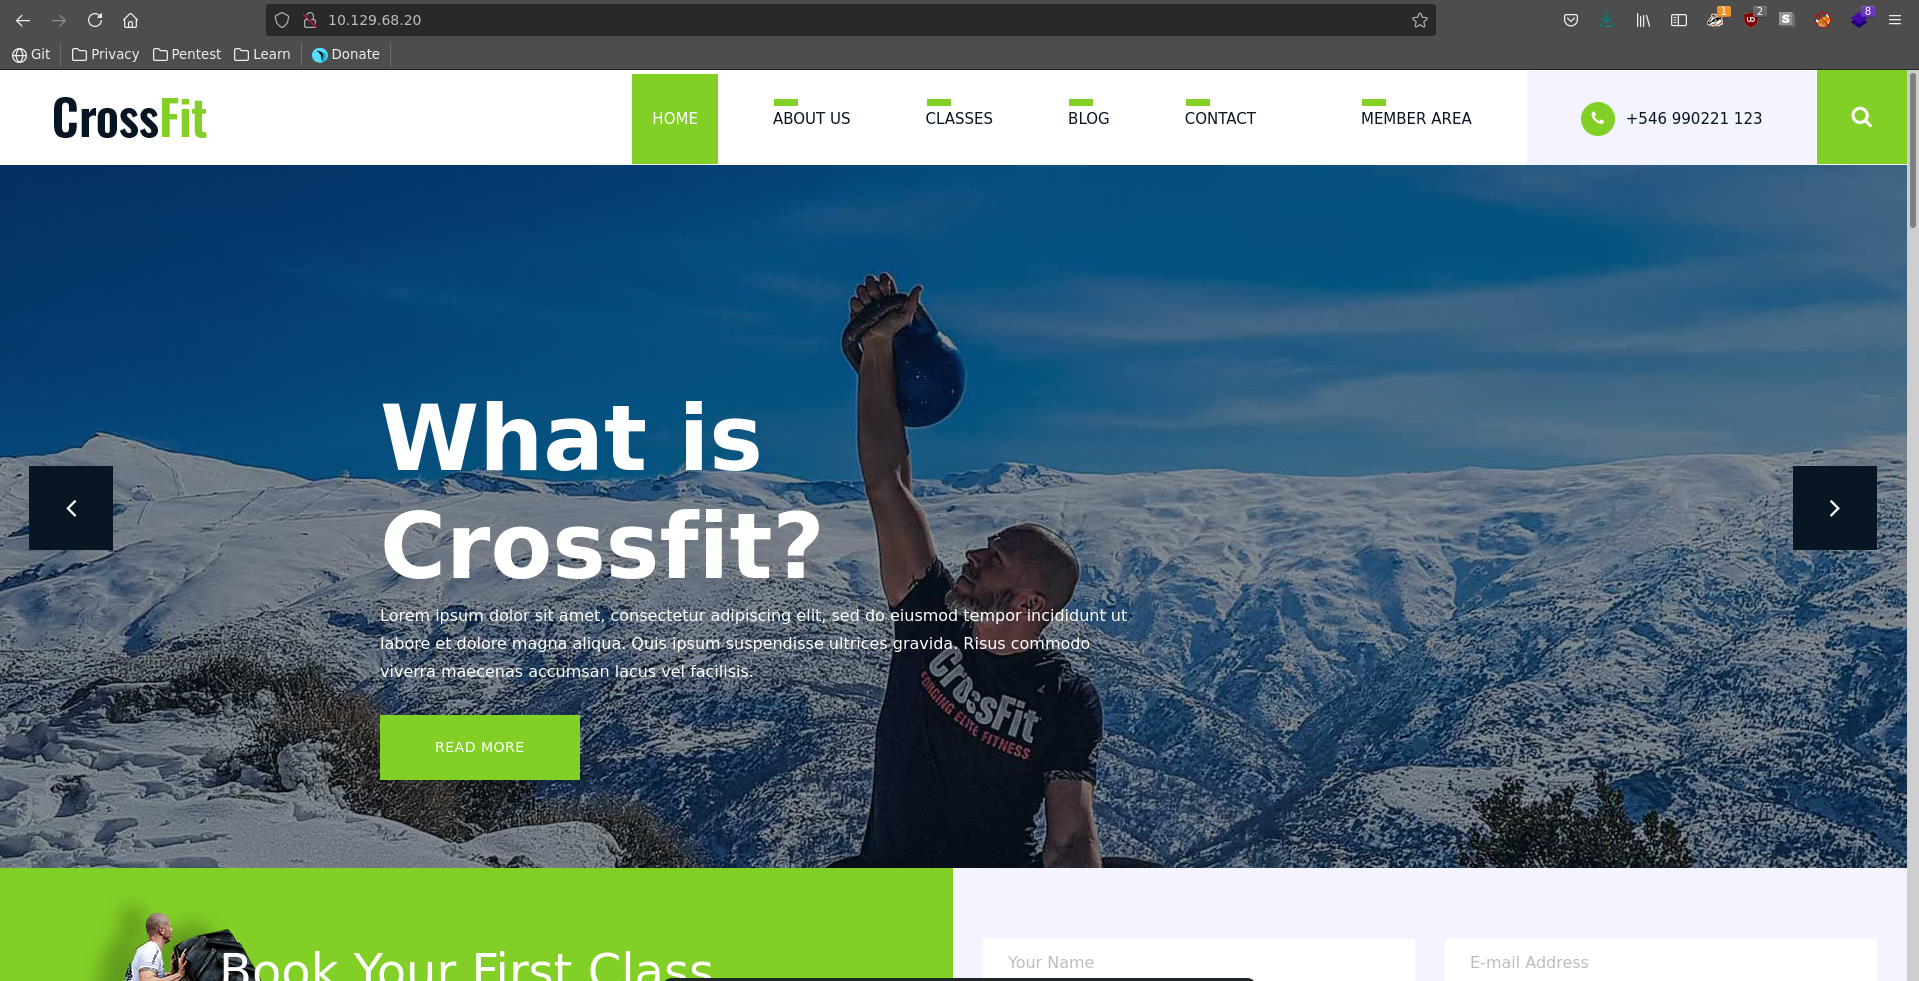 10.129.68.20
1
2
8
Git
Privacy
Pentest
Learn
Donate
CrossFit
HOME
ABOUT US
CLASSES
BLOG
CONTACT
MEMBER AREA
+546 990221 123
What is
Crossfit?
Lorem ipsum dolor sit amet, consectetur adipiscing elit, sed do eiusmod tempor incididunt ut
labore et dolore magna aliqua. Quis ipsum suspendisse ultrices gravida. Risus commodo
viverra maecenas accumsan lacus vel facilisis.
CrossFit
FORGING ELITE FITNESS
READ MORE
Book Your First Class
Your Name
E-mail Address